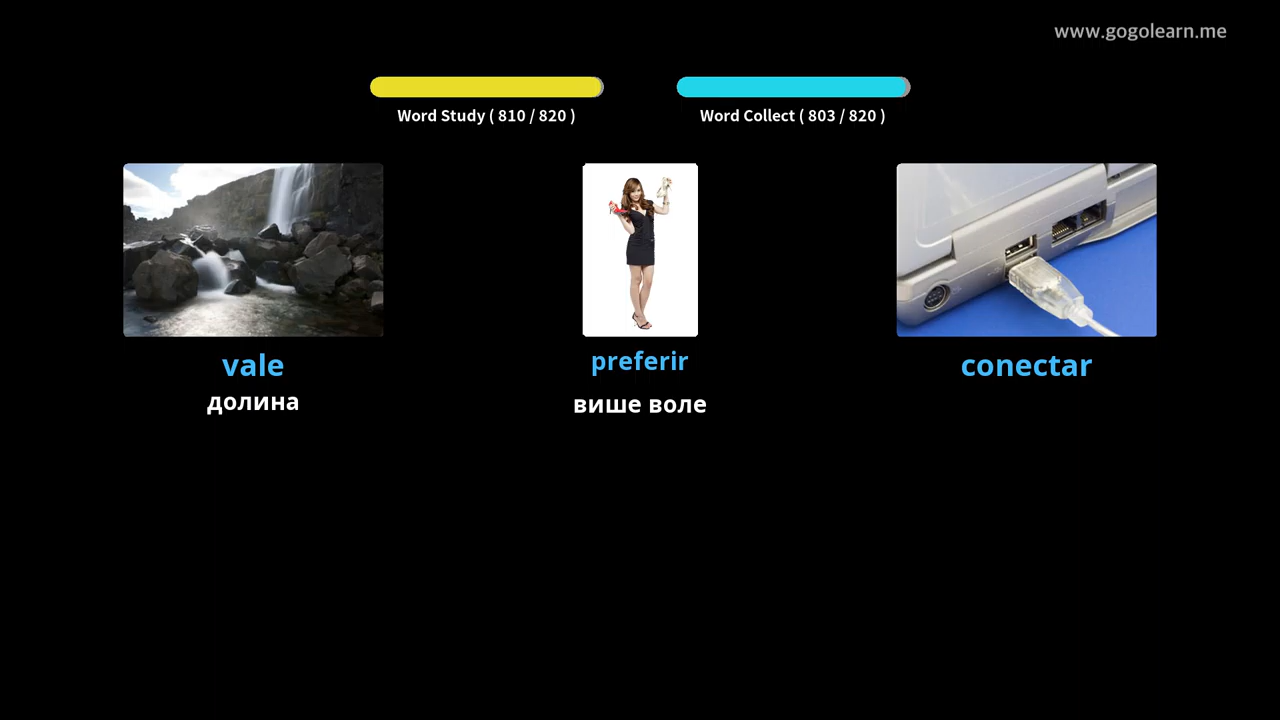 www.gogolearn.me
Word Study ( 810 / 820 )
Word Collect ( 803 / 820 )
vale
preferir
conectar
долина
више воле